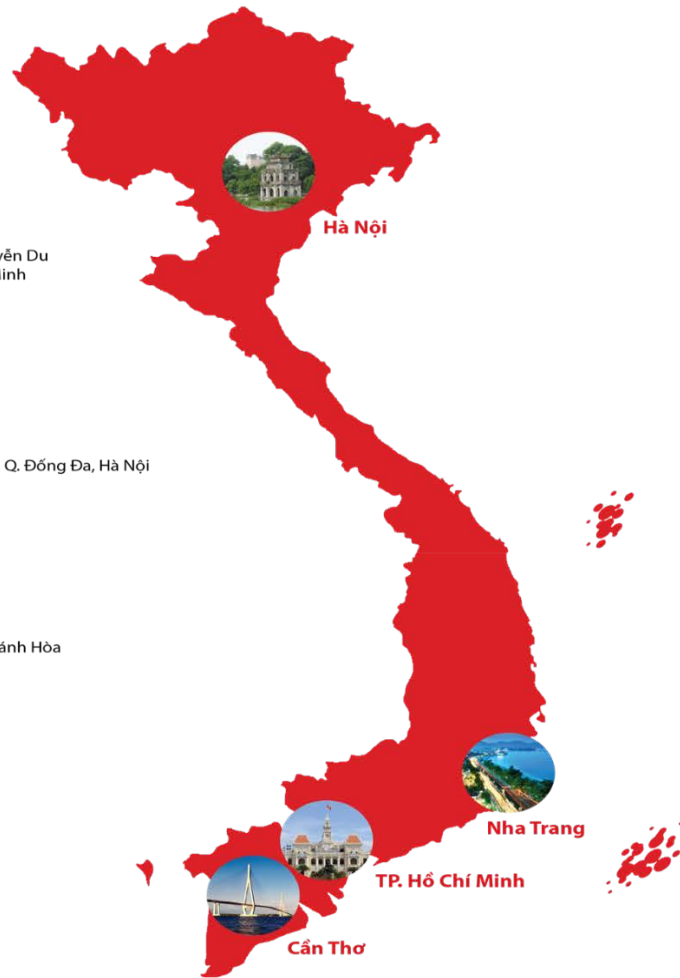 Hà Nội
yễn Du
inh
Q. Đống Đa, Hà Nội
ánh Hòa
Nha Trang
TP. Hồ Chí Minh
Cần Thơ